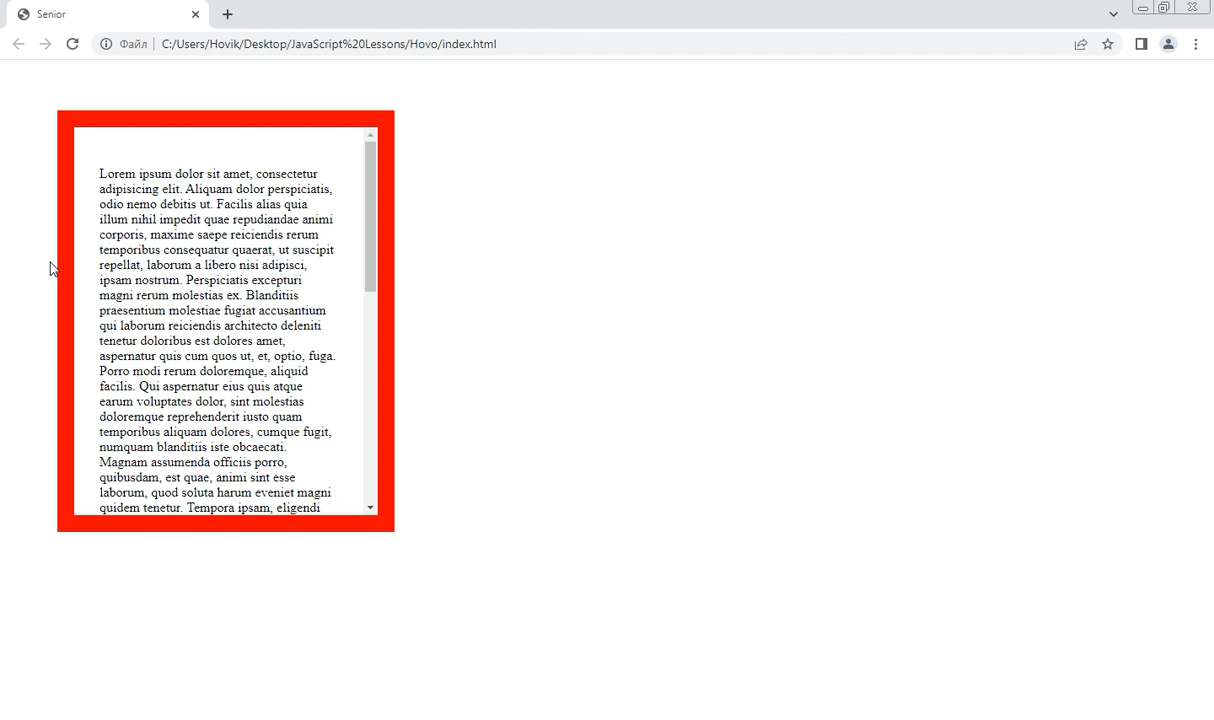 Senior
Файл
C:/Users/Hovik/Desktop/JavaScript%20Lessons/Hovo/index.html
Lorem ipsum dolor sit amet, consectetur
adipisicing elit. Aliquam dolor perspiciatis,
odio nemo debitis ut. Facilis alias quia
illum nihil impedit quae repudiandae animi
corporis, maxime saepe reiciendis rerum
temporibus consequatur quaerat, ut suscipit
repellat, laborum a libero nisi adipisci,
ipsam nostrum. Perspiciatis excepturi
magni rerum molestias ex. Blanditiis
praesentium molestiae fugiat accusantium
qui laborum reiciendis architecto deleniti
tenetur doloribus est dolores amet,
aspernatur quis cum quos ut, et, optio, fuga.
Porro modi rerum doloremque, aliquid
facilis. Qui aspernatur eius quis atque
earum voluptates dolor, sint molestias
doloremque reprehenderit iusto quam
temporibus aliquam dolores, cumque fugit,
numquam blanditiis iste obcaecati.
Magnam assumenda officiis porro,
quibusdam, est quae, animi sint esse
laborum, quod soluta harum eveniet magni
quidem tenetur. Tempora ipsam, eligendi